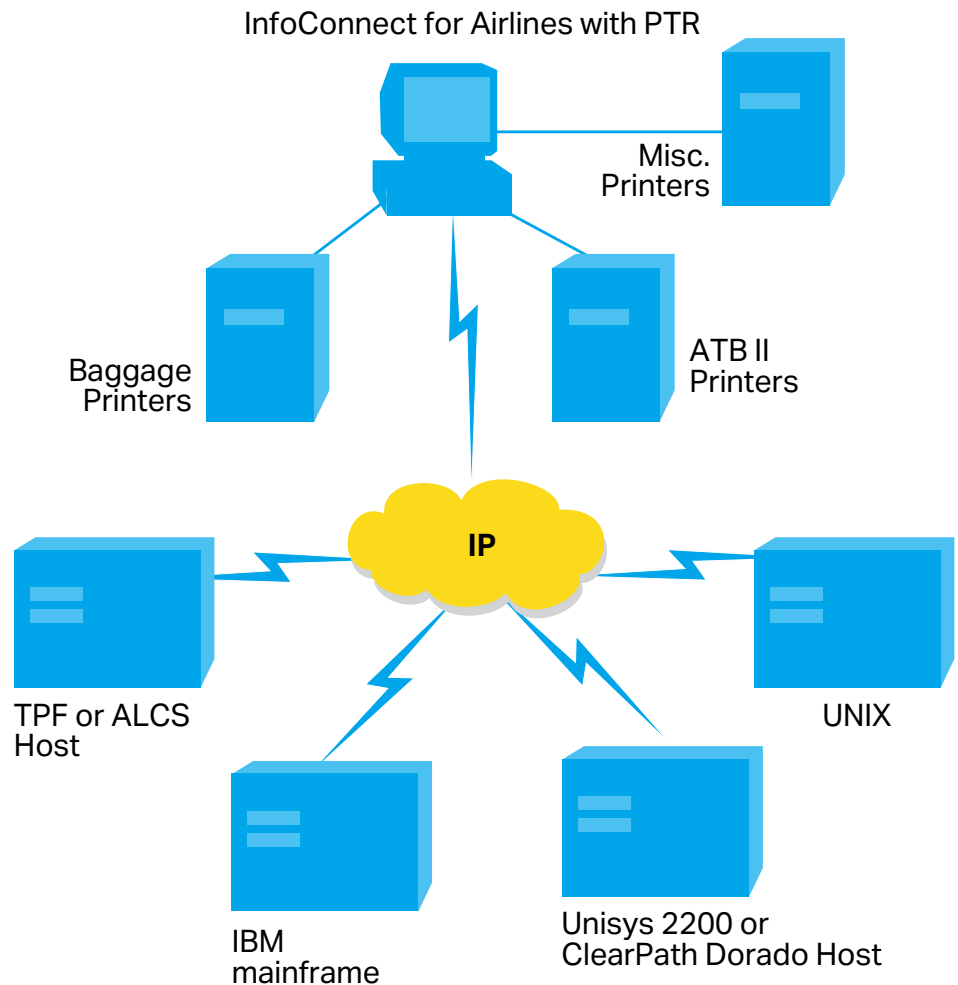 InfoConnect for Airlines with PTR
Misc.
Printers
Baggage
Printers
ATB II
Printers
IP
TPF or ALCS
Host
UNIX
IBM
mainframe
Unisys 2200 or
ClearPath Dorado Host